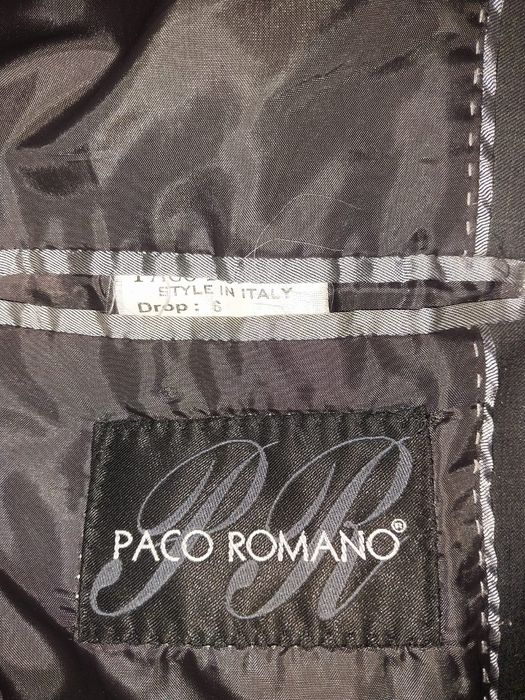 STYLE IN ITALY
Drop: 6
PR
PACO ROMANO®